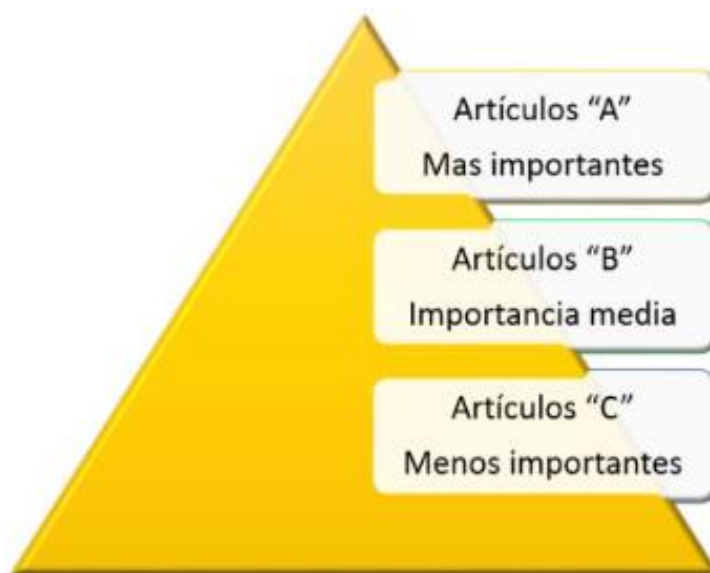 Artículos “A”
Mas importantes
Artículos “B”
Importancia media
Artículos “C”
Menos importantes